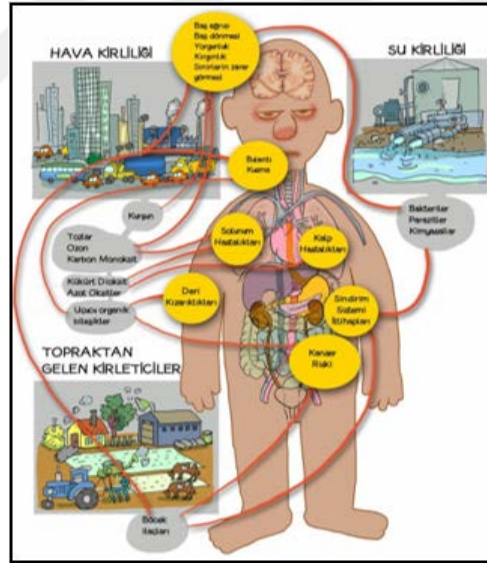 Baş ağrısı
Baş dönmesi
Yorgunluk
Kırgınlık
Sinirlerin zarar
görmesi
HAVA KİRLİLİĞİ
SU KİRLİLİĞİ
Bulantı
Kusma
Kurşun
Bakteriler
Parazitler
Kimyasallar
Tozlar
Ozon
Karbon Monoksit
Solunum
Hastalıkları
Kalp
Hastalıkları
Kükürt Dioksit
Azot Oksitler
Uçucu organik
bileşikler
Deri
Kızarıklıkları
Sindirim
Sistemi
İltihapları
Kanser
Riski
TOPRAKTAN
GELEN KİRLETİCİLER
Böcek
ilaçları